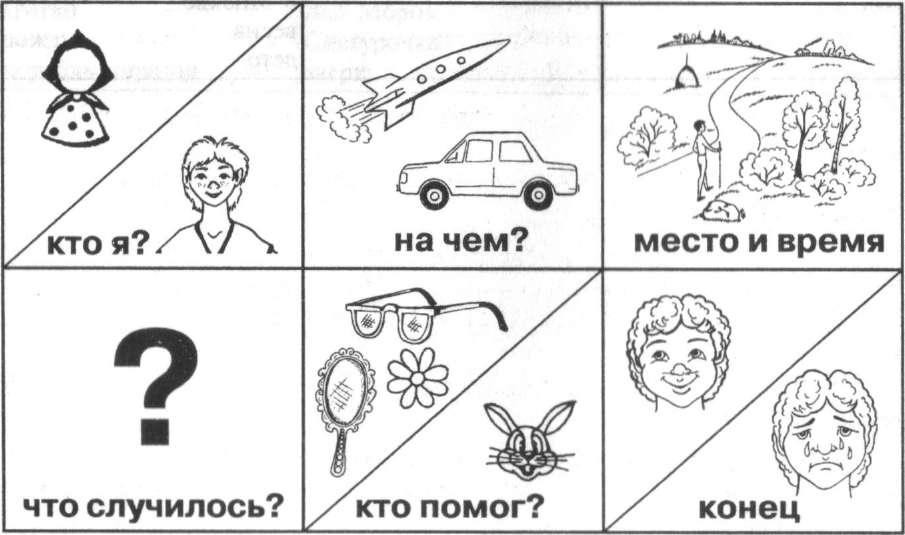 кто я?
на чем?
место и время
что случилось?
кто помог?
конец